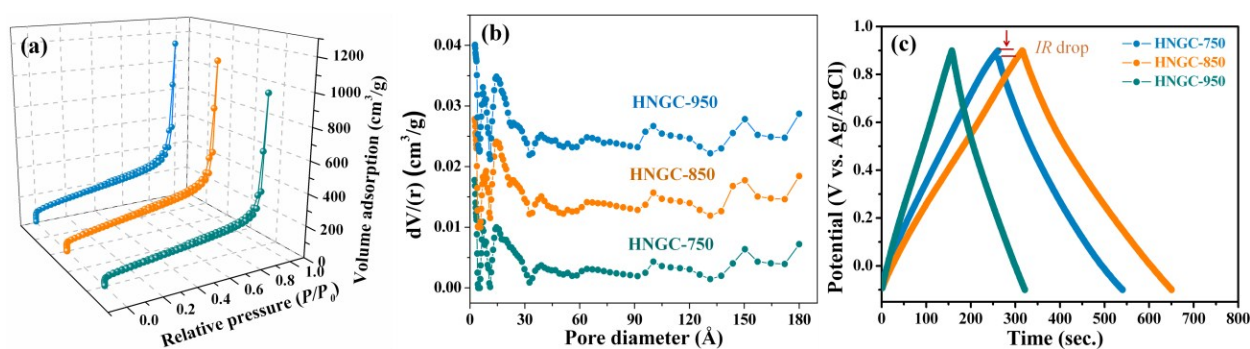 (a)
0
200
400
600
800
1000
1200
Volume adsorption (cm³/g)
0.0
0.2
0.4
0.6
0.8
1.0
Relative pressure (P/P₀)
(b)
0.04
0.03
0.02
0.01
0.00
dV/(r) (cm³/g)
HNGC-950
HNGC-850
HNGC-750
0 30 60 90 120 150 180
Pore diameter (Å)
(c)
IR drop
HNGC-750
HNGC-850
HNGC-950
1.0
0.8
0.6
0.4
0.2
0.0
Potential (V vs. Ag/AgCl)
0 100 200 300 400 500 600 700 800
Time (sec.)